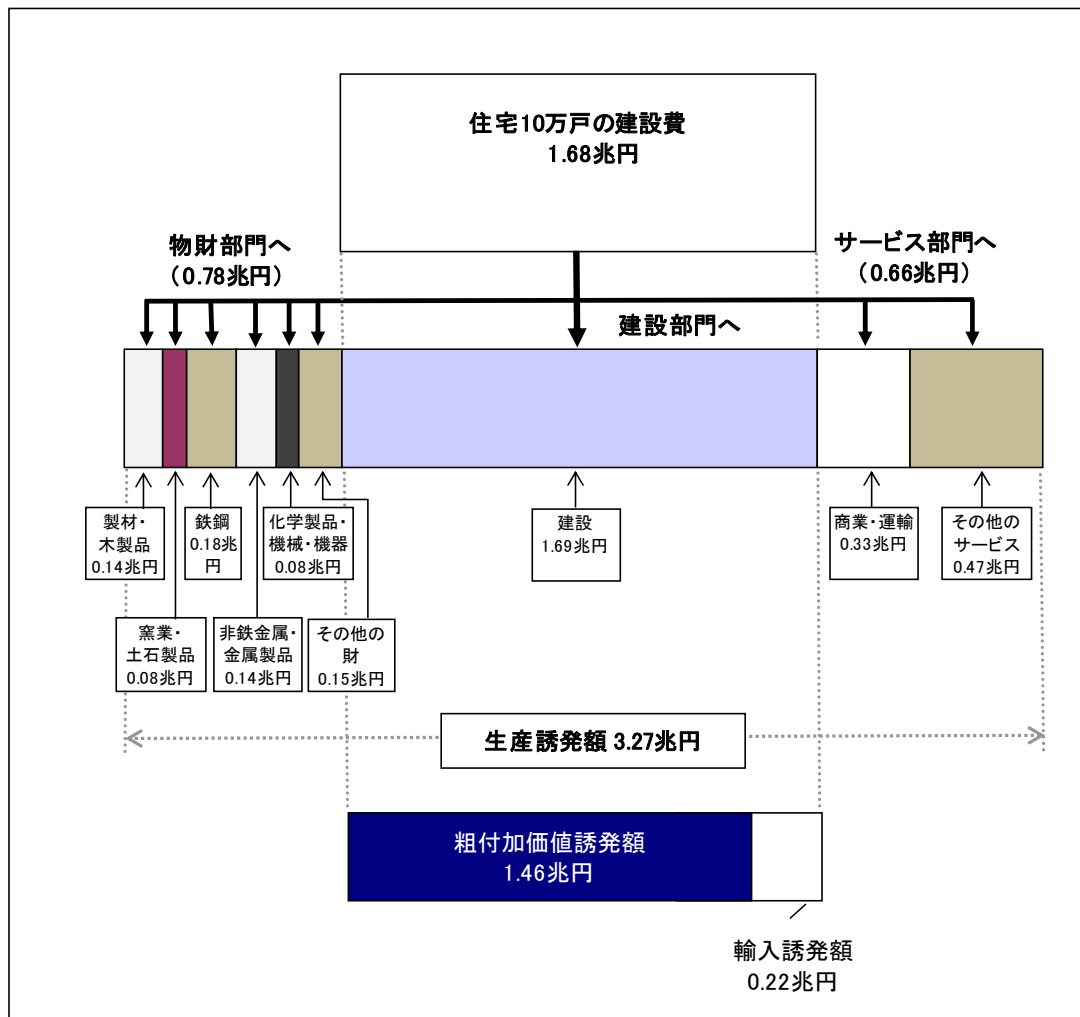 住宅10万戸の建設費
1.68兆円
物財部門へ
（0.78兆円）
サービス部門へ
（0.66兆円）
建設部門へ
製材・
木製品
0.14兆円
鉄鋼
0.18兆
円
化学製品・
機械・機器
0.08兆円
建設
1.69兆円
商業・運輸
0.33兆円
その他の
サービス
0.47兆円
窯業・
土石製品
0.08兆円
非鉄金属・
金属製品
0.14兆円
その他の
財
0.15兆円
生産誘発額 3.27兆円
粗付加価値誘発額
1.46兆円
輸入誘発額
0.22兆円